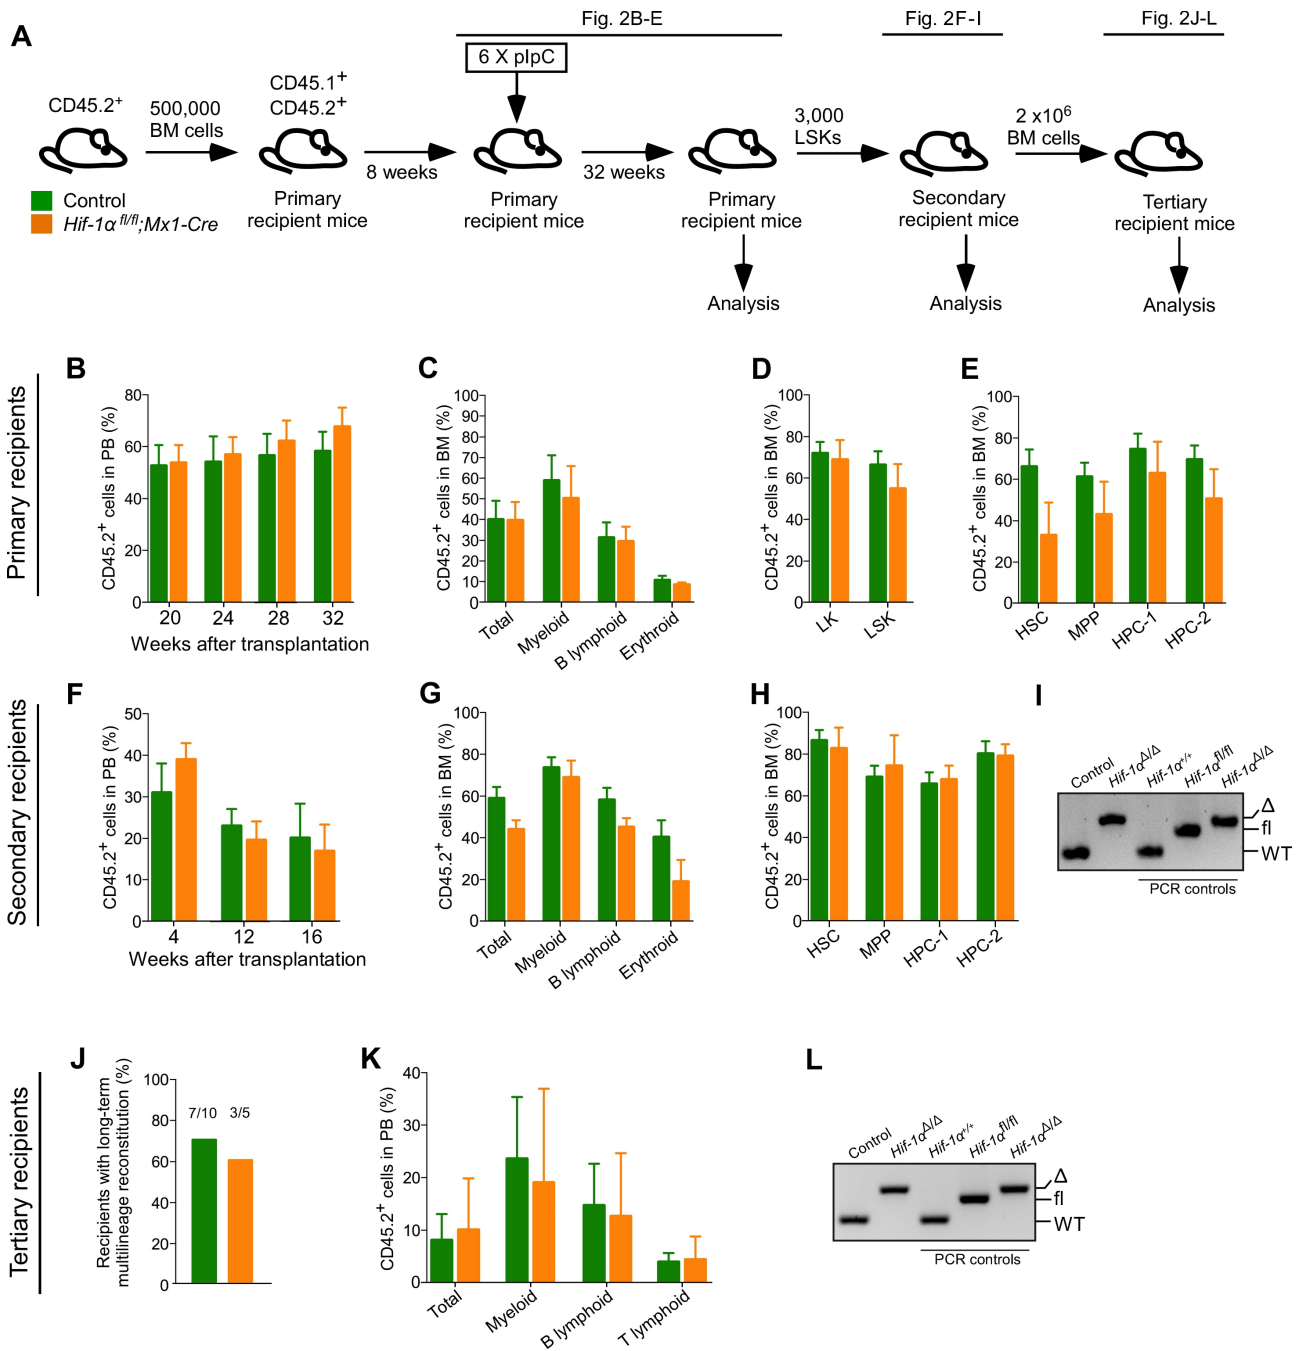 A
Fig. 2B-E
Fig. 2F-I
Fig. 2J-L
6 X pIpC
CD45.2+
500,000
BM cells
CD45.1+
CD45.2+
8 weeks
32 weeks
3,000
LSKs
2 x10⁶
BM cells
Control
Hif-1α fl/fl;Mx1-Cre
Primary
recipient mice
Primary
recipient mice
Primary
recipient mice
Secondary
recipient mice
Tertiary
recipient mice
Analysis
Analysis
Analysis
Primary recipients
B
CD45.2+ cells in PB (%)
80
60
40
20
0
20 24 28 32
Weeks after transplantation
C
CD45.2+ cells in BM (%)
100
90
80
70
60
50
40
30
20
10
0
Total Myeloid B lymphoid Erythroid
D
CD45.2+ cells in BM (%)
100
80
60
40
20
0
LK LSK
E
CD45.2+ cells in BM (%)
100
80
60
40
20
0
HSC MPP HPC-1 HPC-2
Secondary recipients
F
CD45.2+ cells in PB (%)
50
40
30
20
10
0
4 12 16
Weeks after transplantation
G
CD45.2+ cells in BM (%)
100
80
60
40
20
0
Total Myeloid B lymphoid Erythroid
H
CD45.2+ cells in BM (%)
100
80
60
40
20
0
HSC MPP HPC-1 HPC-2
I
Control Hif-1αΔ/Δ Hif-1α+/+ Hif-1αfl/fl Hif-1αΔ/Δ
Δ
fl
WT
PCR controls
Tertiary recipients
J
Recipients with long-term
multilineage reconstitution (%)
100
80
60
40
20
0
7/10 3/5
K
CD45.2+ cells in PB (%)
40
30
20
10
0
Total Myeloid B lymphoid T lymphoid
L
Control Hif-1αΔ/Δ Hif-1α+/+ Hif-1αfl/fl Hif-1αΔ/Δ
Δ
fl
WT
PCR controls